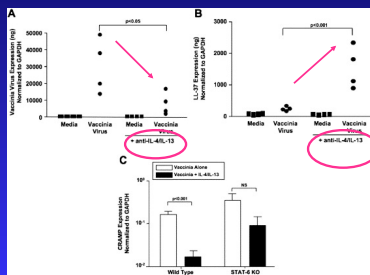 A
p<0.05
Vaccinia Virus Expression (ng)
Normalized to GAPDH
50000
40000
30000
20000
10000
0
Media
Vaccinia
Virus
Media
Vaccinia
Virus
+ anti-IL-4/IL-13
B
p<0.001
LL-37 Expression (ng)
Normalized to GAPDH
3000
2000
1000
0
Media
Vaccinia
Virus
Media
Vaccinia
Virus
+ anti-IL-4/IL-13
C
Vaccinia Alone
Vaccinia + IL-4/IL-13
CRAMP Expression
Normalized to GAPDH
10⁰
10⁻¹
10⁻²
p<0.001
NS
Wild Type
STAT-6 KO